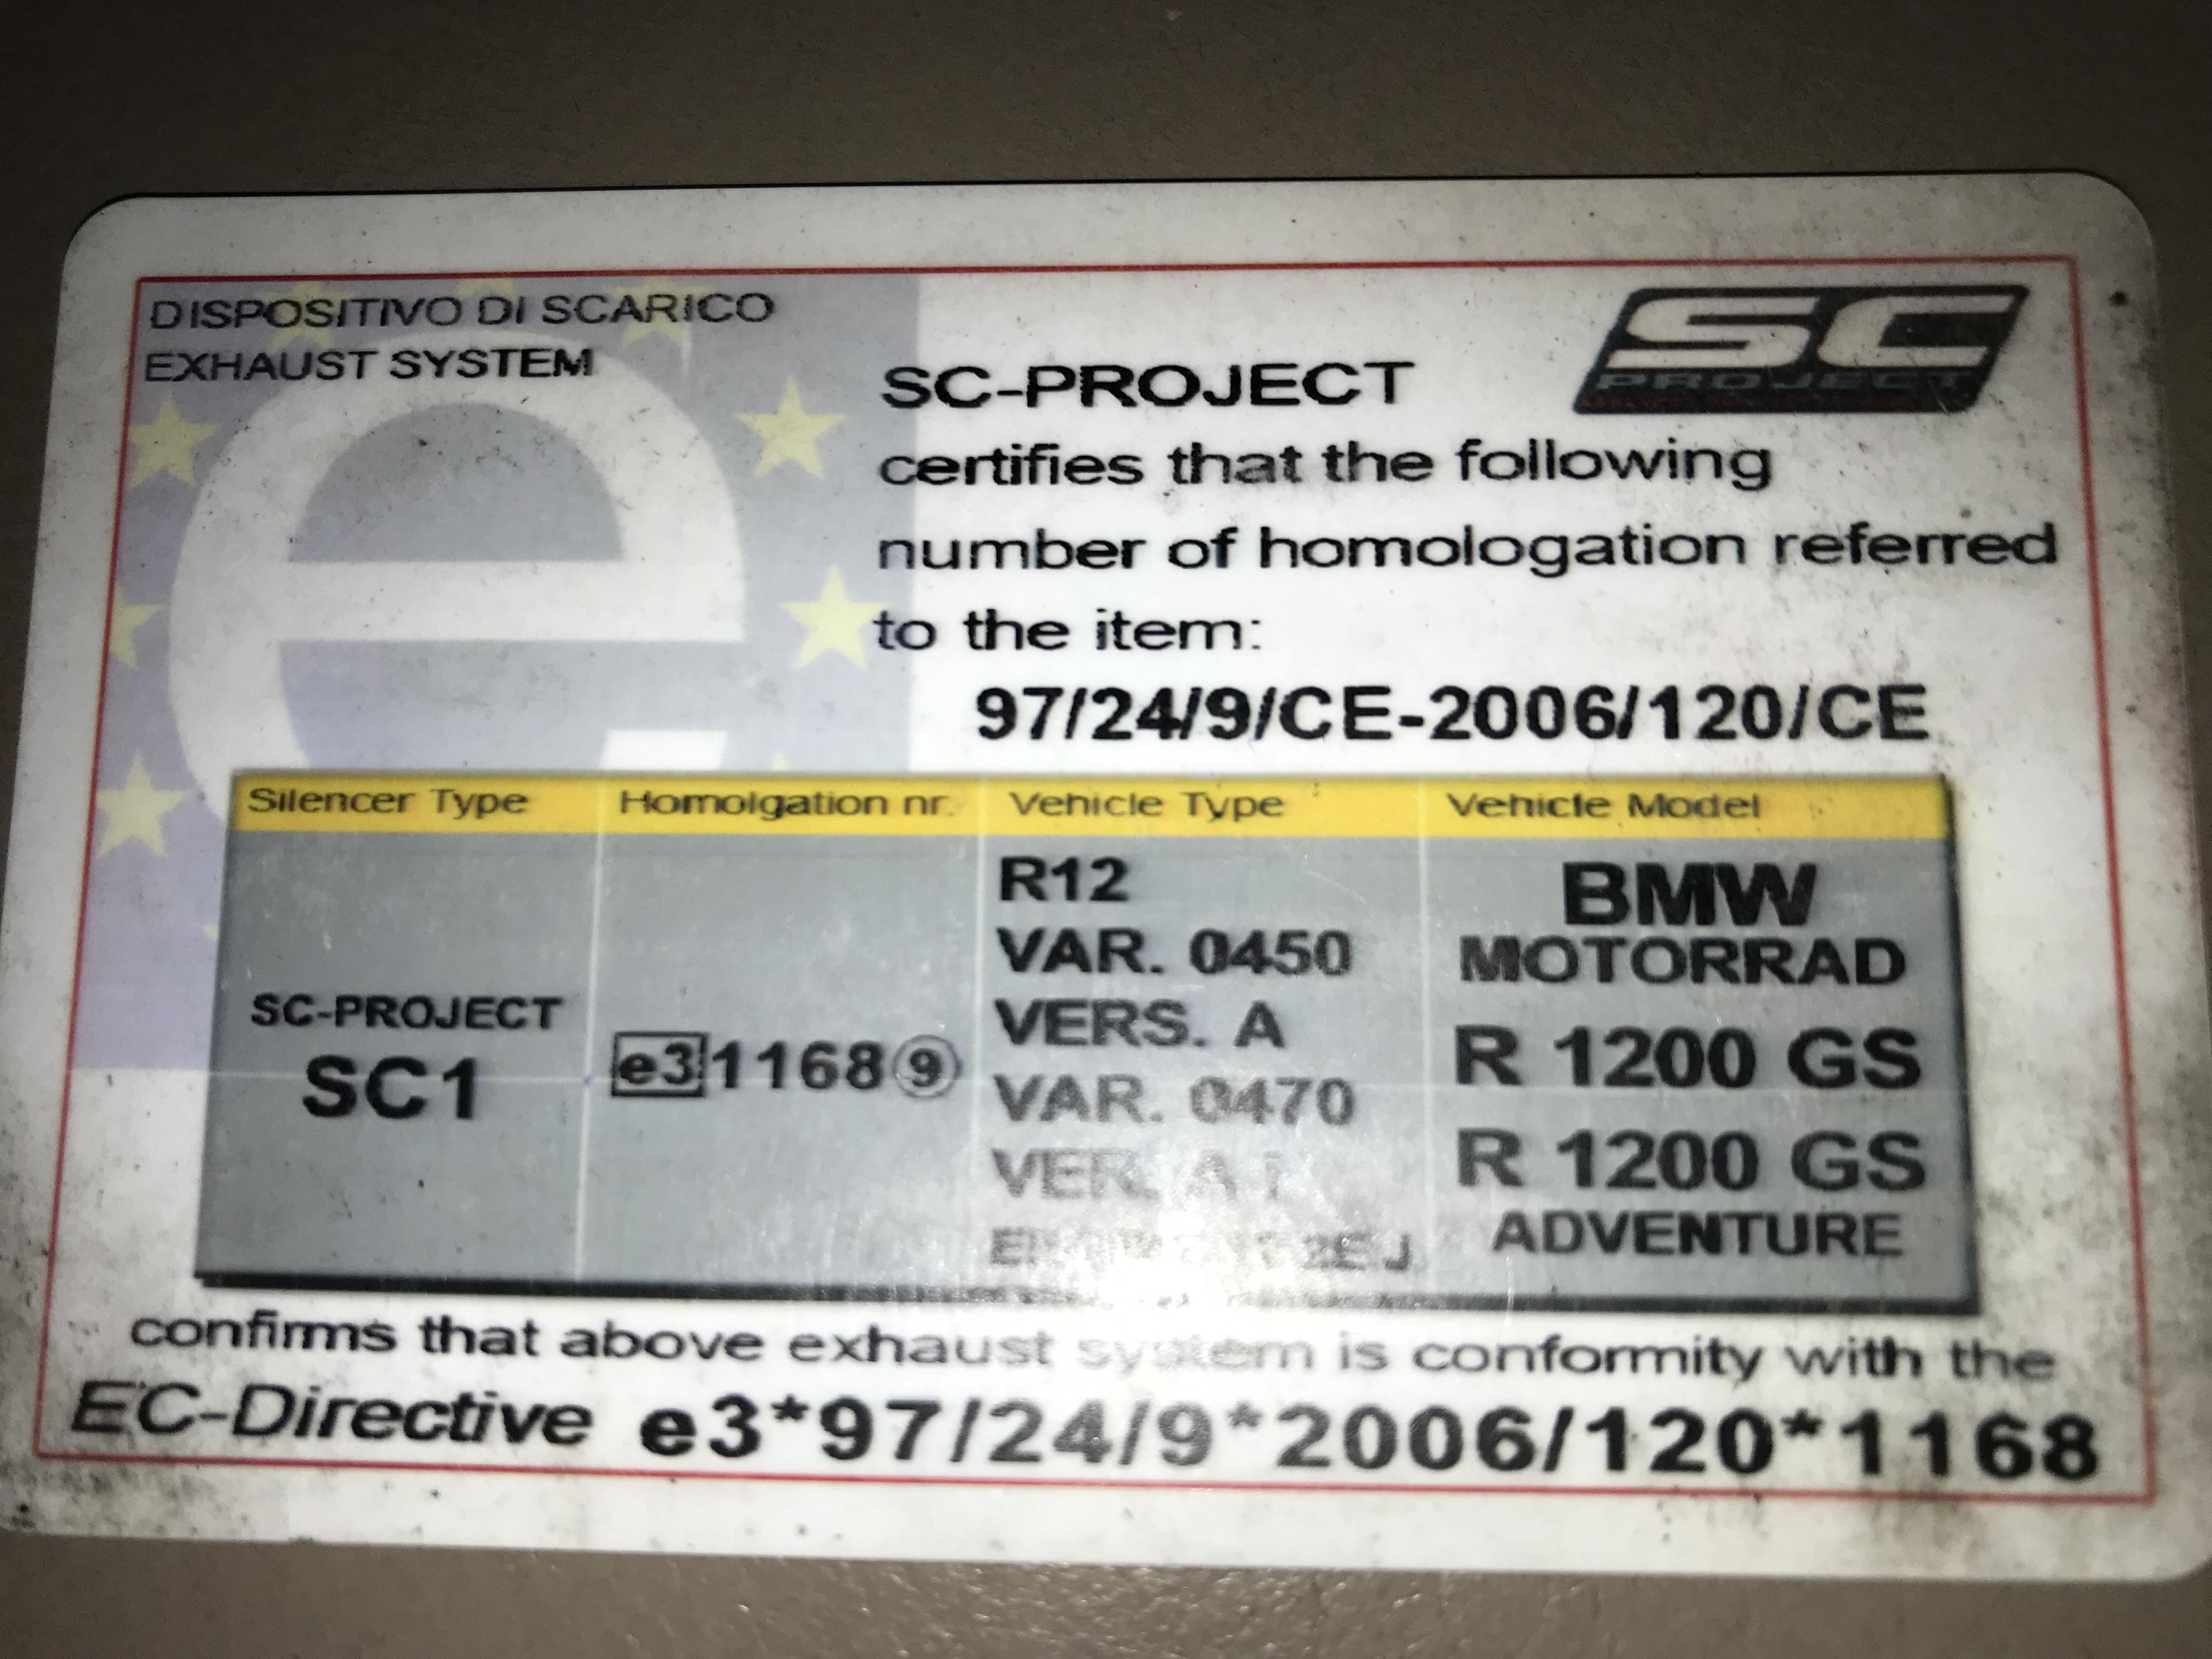 DISPOSITIVO DI SCARICO
EXHAUST SYSTEM
SC
PROJECT
SC-PROJECT
certifies that the following
number of homologation referred
to the item:
97/24/9/CE-2006/120/CE
Silencer Type Homolgation nr. Vehicle Type Vehicle Model
SC-PROJECT
SC1
e3 1168 9
R12
VAR. 0450
VERS. A
VAR. 0470
VER. A
BMW
MOTORRAD
R 1200 GS
R 1200 GS
ADVENTURE
confirms that above exhaust system is conformity with the
EC-Directive e3*97/24/9*2006/120*1168